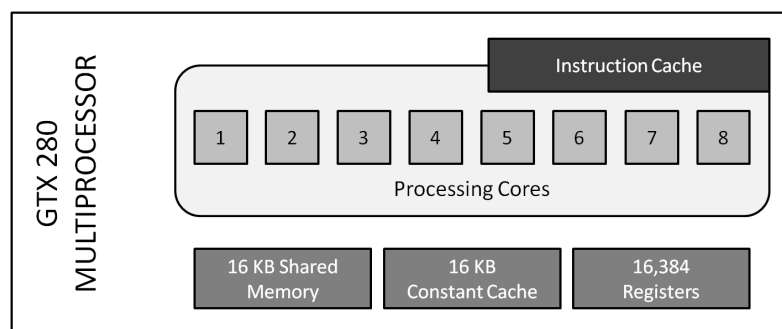 GTX 280
MULTIPROCESSOR
Instruction Cache
1 2 3 4 5 6 7 8
Processing Cores
16 KB Shared
Memory
16 KB
Constant Cache
16,384
Registers